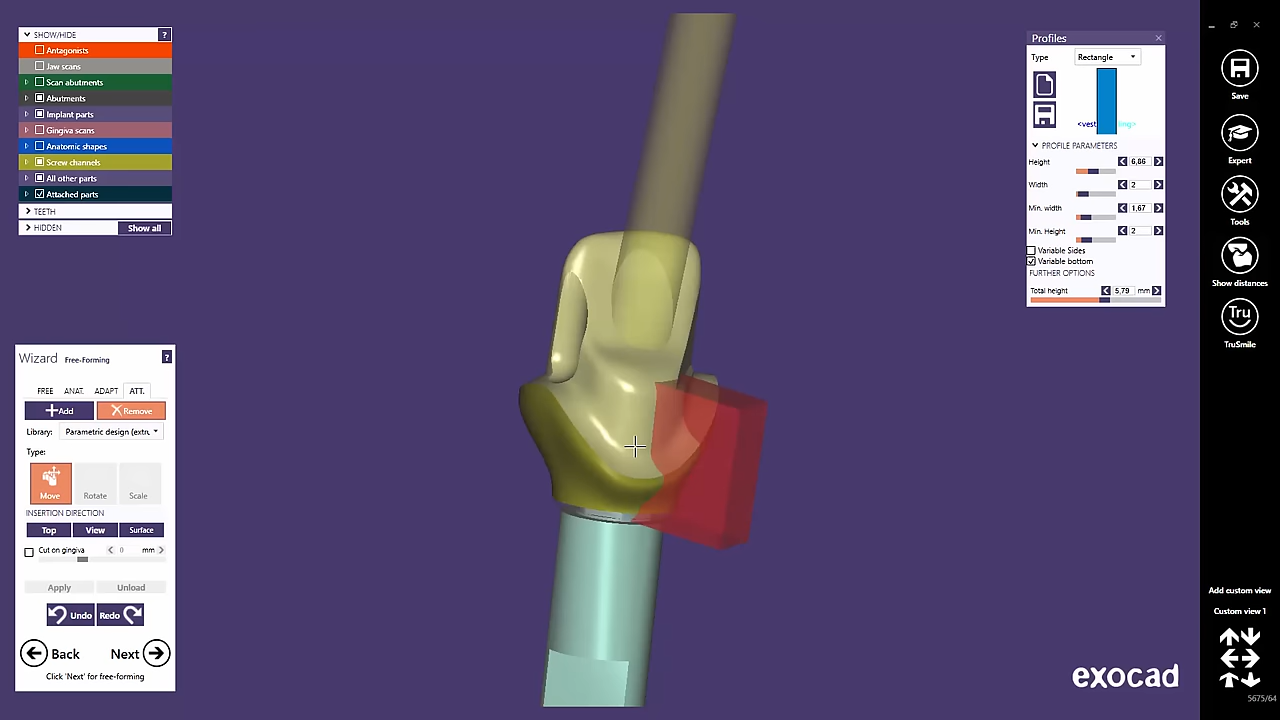 SHOW/HIDE
?
Antagonists
Jaw scans
Scan abutments
Abutments
Implant parts
Gingiva scans
Anatomic shapes
Screw channels
All other parts
Attached parts
TEETH
HIDDEN
Show all
Wizard Free-Forming ?
FREE ANAT. ADAPT ATT.
Add Remove
Library: Parametric design (extru
Type:
Move Rotate Scale
INSERTION DIRECTION
Top View Surface
Cut on gingiva 0 mm
Apply Unload
Undo Redo
Back Next
Click 'Next' for free-forming
Profiles
Type Rectangle
<vest ling>
PROFILE PARAMETERS
Height 6,86
Width 2
Min. width 1,67
Min. Height 2
Variable Sides
Variable bottom
FURTHER OPTIONS
Total height 5,79 mm
Save
Expert
Tools
Show distances
Tru
TruSmile
Add custom view
Custom view 1
5675/64
exocad